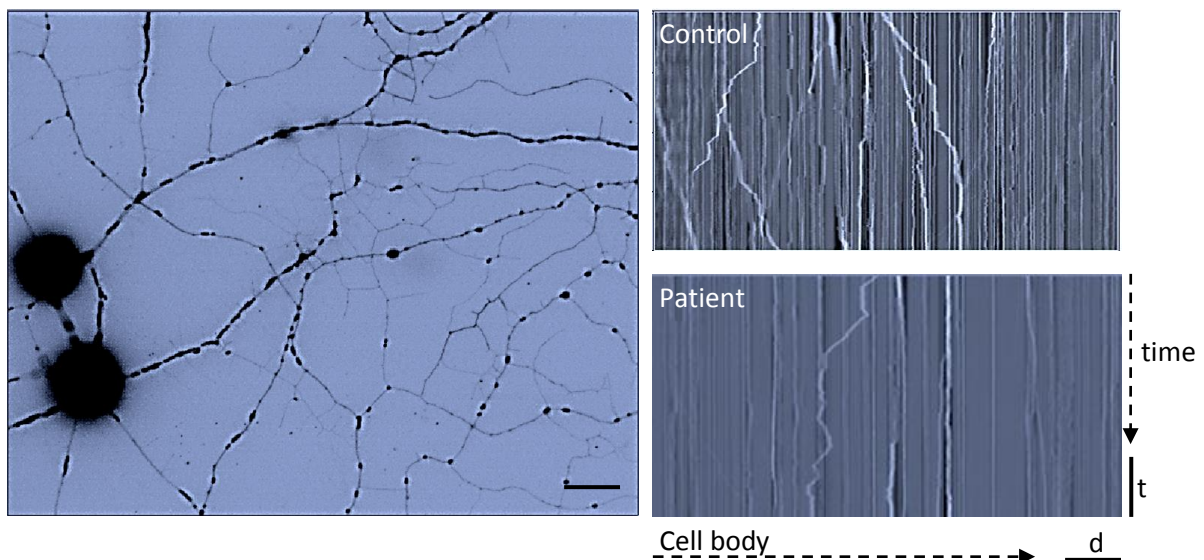 Control
Patient
time
t
Cell body
d